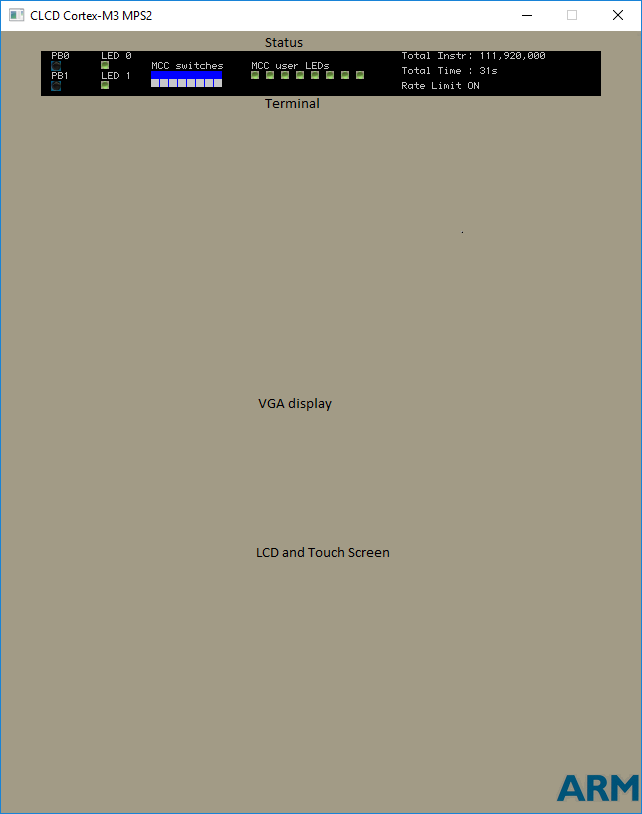 CLCD Cortex-M3 MPS2
Status
PB0 LED 0
PB1 LED 1
MCC switches
MCC user LEDs
Total Instr: 111,920,000
Total Time : 31s
Rate Limit ON
Terminal
VGA display
LCD and Touch Screen
ARM